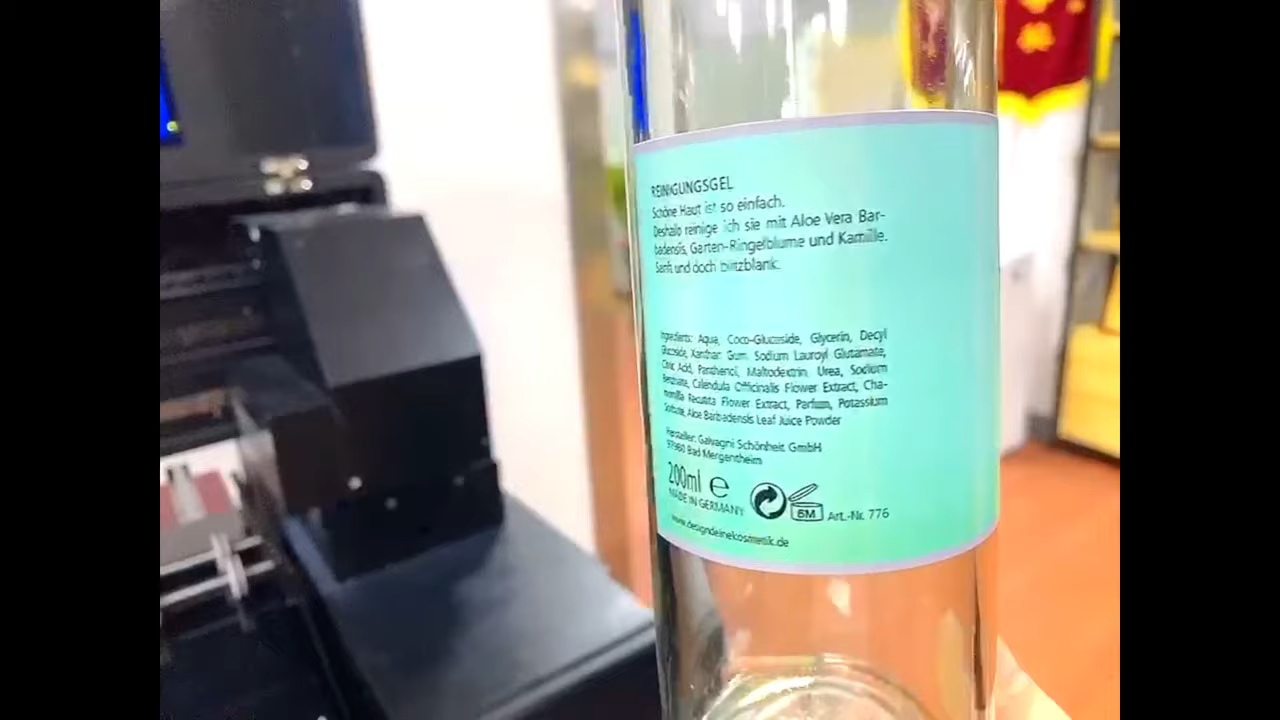 REINIGUNGSGEL
Schöne Haut ist so einfach.
Deshalb reinige ich sie mit Aloe Vera Bar-
badensis, Garten-Ringelblume und Kamille.
Sanft und doch blitzblank.
Ingredients: Aqua, Coco-Glucoside, Glycerin, Decyl
Glucoside, Xanthan Gum, Sodium Lauroyl Glutamate,
Citric Acid, Panthenol, Maltodextrin, Urea, Sodium
Benzoate, Calendula Officinalis Flower Extract, Cha-
momilla Recutita Flower Extract, Parfum, Potassium
Sorbate, Aloe Barbadensis Leaf Juice Powder
Hersteller: Galvagni Schönheit GmbH
97980 Bad Mergentheim
200ml e
MADE IN GERMANY
6M Art.-Nr. 776
www.designdeinekosmetik.de